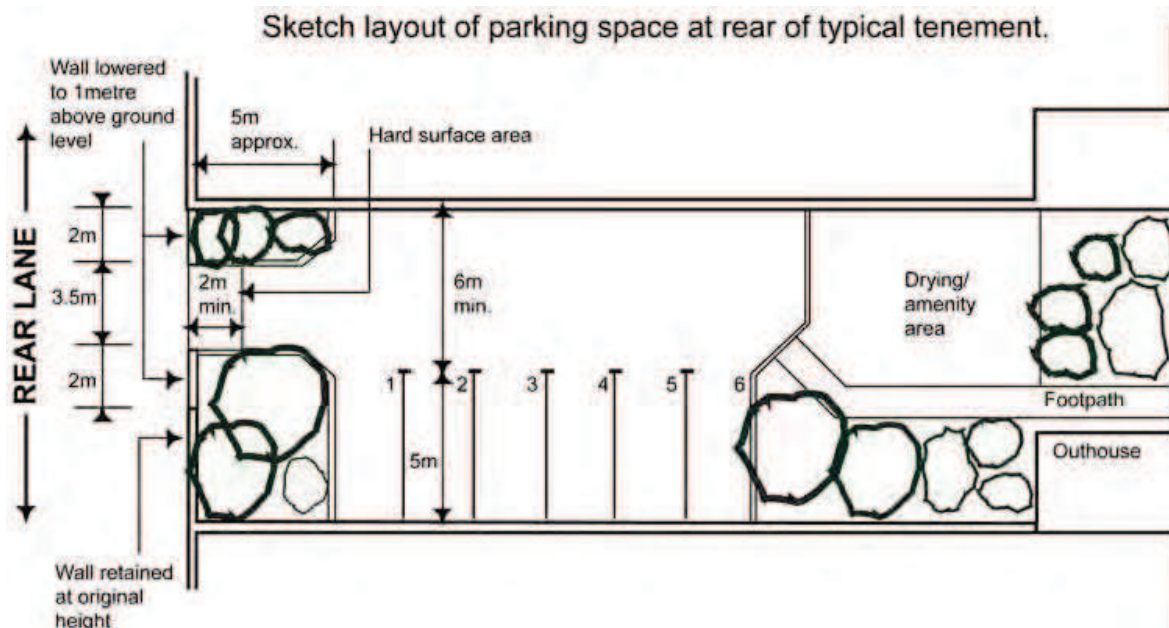 Sketch layout of parking space at rear of typical tenement.
Wall lowered
to 1metre
above ground
level
5m
approx.
Hard surface area
REAR LANE
2m
3.5m
2m
2m
min.
6m
min.
Drying/
amenity
area
1 2 3 4 5 6
5m
Footpath
Outhouse
Wall retained
at original
height